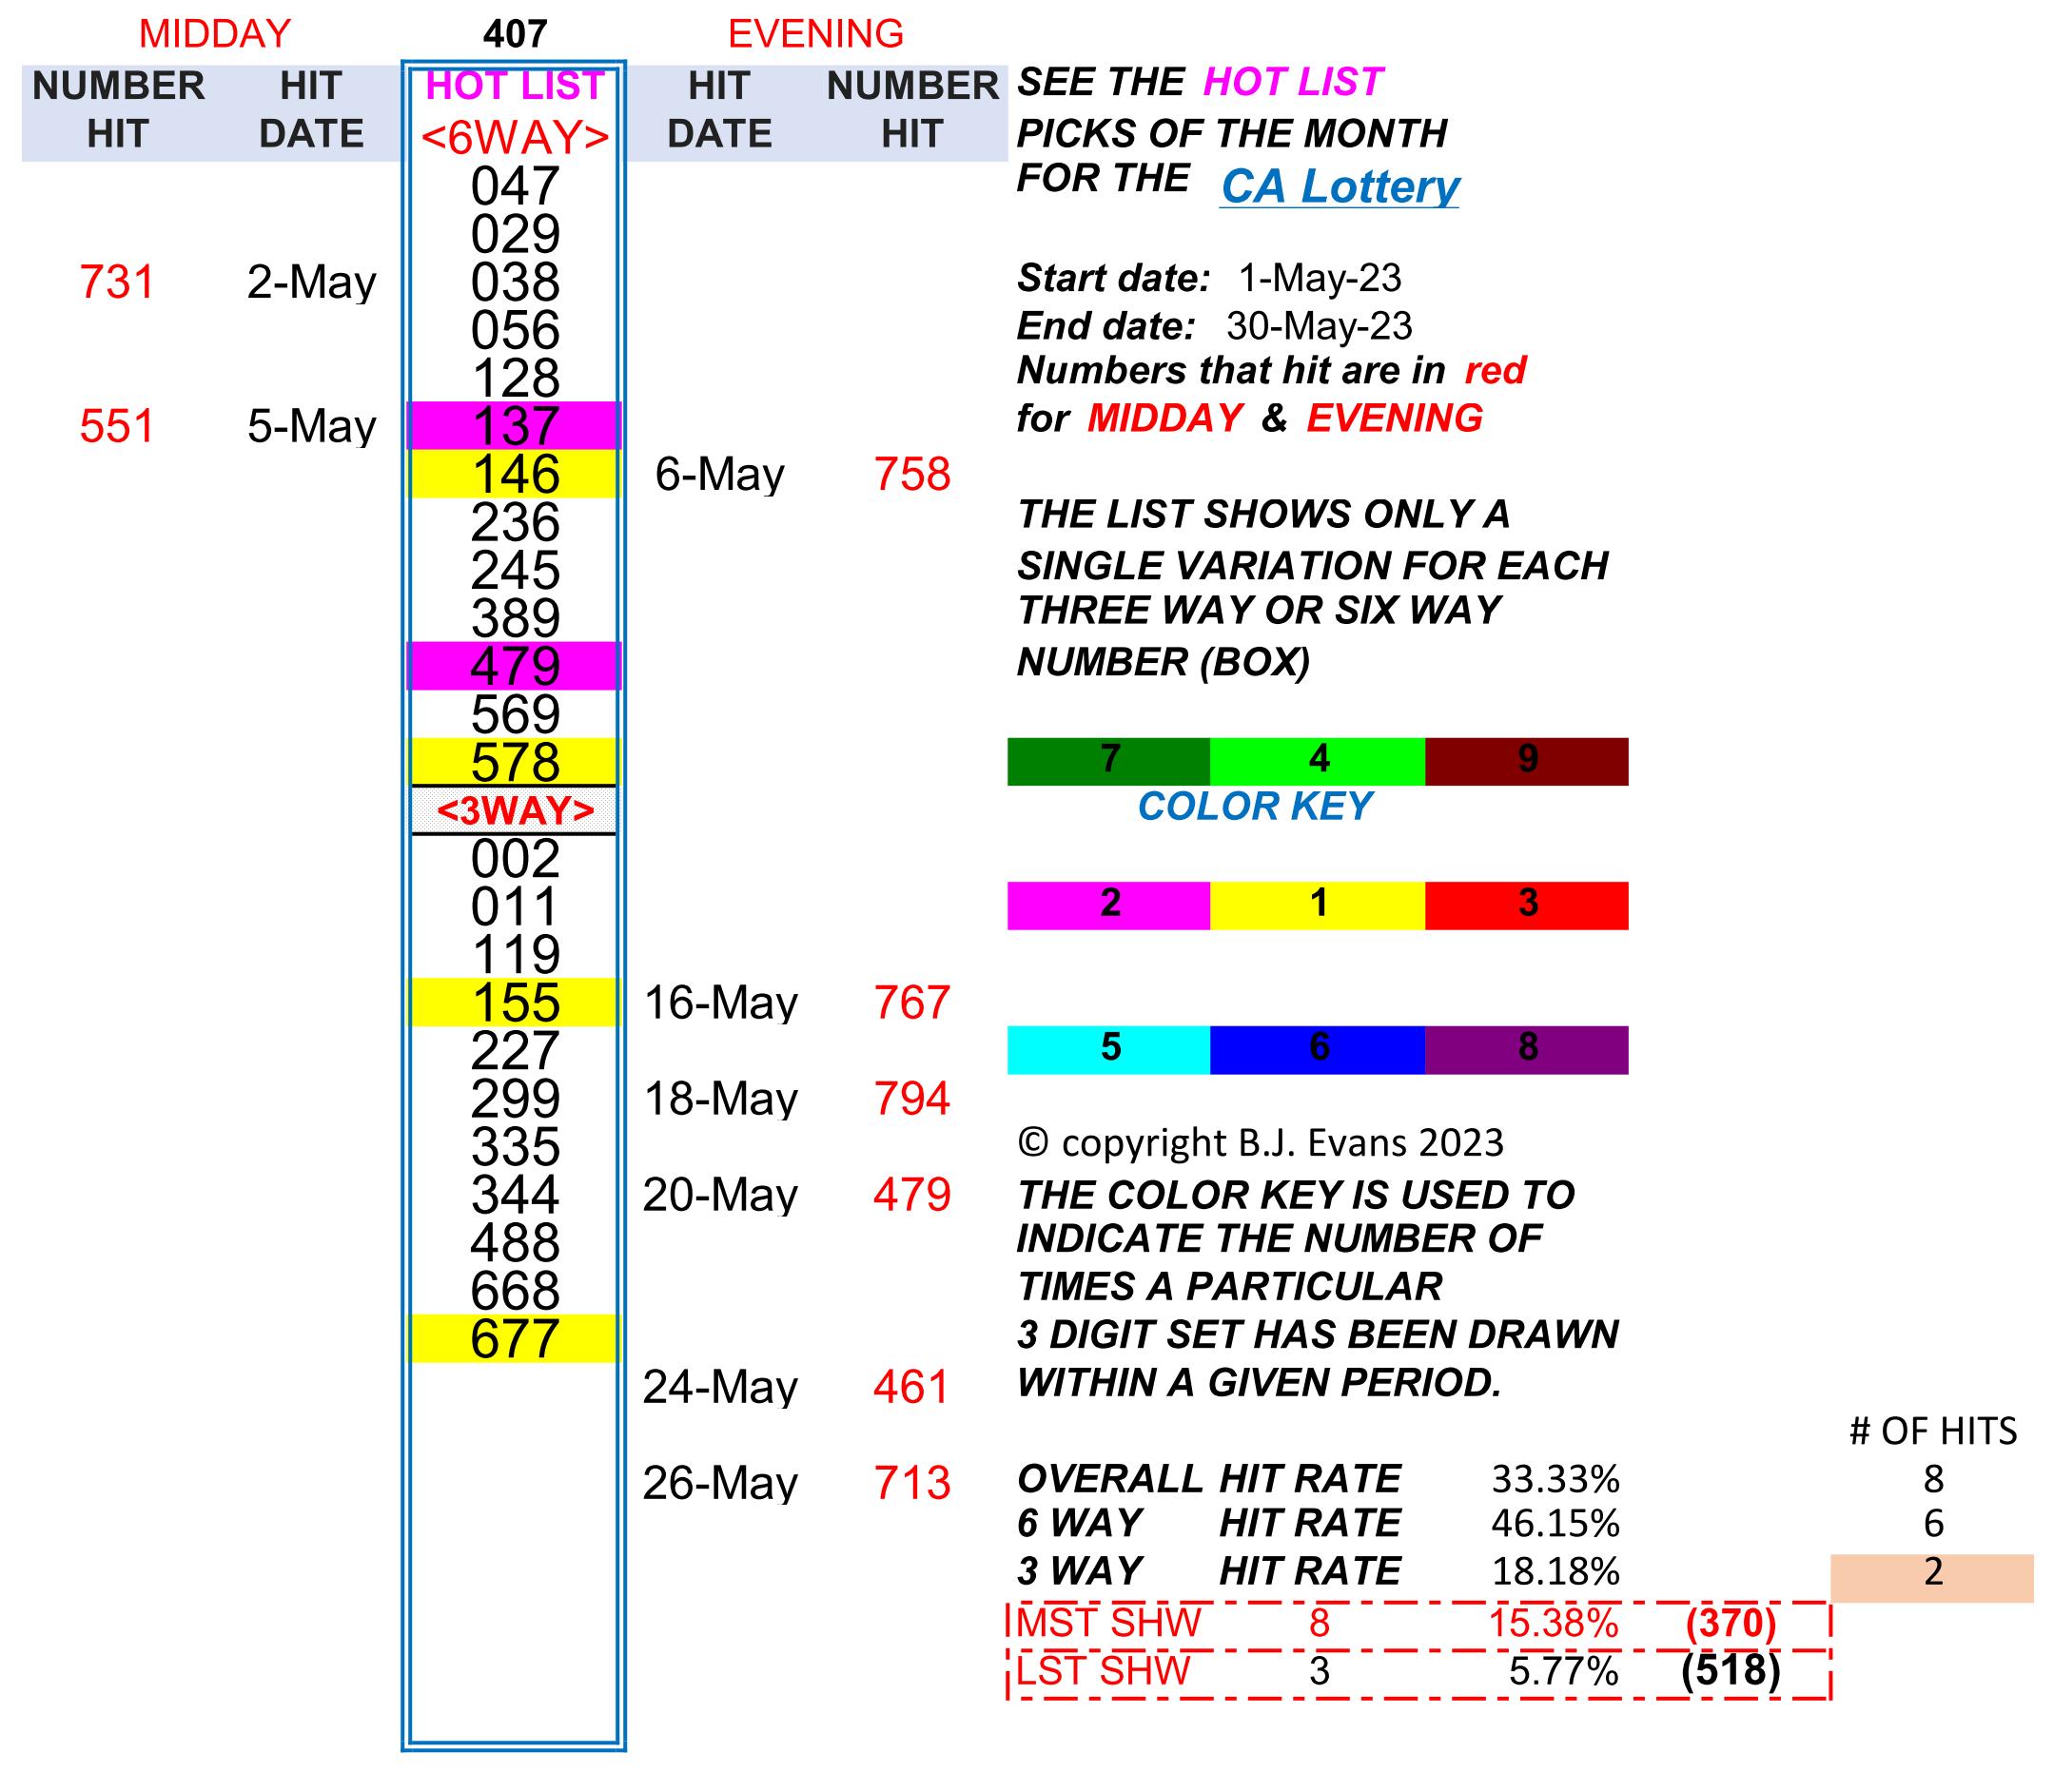 MIDDAY 407 EVENING
NUMBER HIT HOT LIST HIT NUMBER
HIT DATE <6WAY> DATE HIT
047
029
731 2-May 038
056
128
551 5-May 137
146 6-May 758
236
245
389
479
569
578
<3WAY>
002
011
119
155 16-May 767
227
299 18-May 794
335
344 20-May 479
488
668
677
24-May 461
26-May 713
SEE THE HOT LIST
PICKS OF THE MONTH
FOR THE CA Lottery
Start date: 1-May-23
End date: 30-May-23
Numbers that hit are in red
for MIDDAY & EVENING
THE LIST SHOWS ONLY A
SINGLE VARIATION FOR EACH
THREE WAY OR SIX WAY
NUMBER (BOX)
7 4 9
COLOR KEY
2 1 3
5 6 8
© copyright B.J. Evans 2023
THE COLOR KEY IS USED TO
INDICATE THE NUMBER OF
TIMES A PARTICULAR
3 DIGIT SET HAS BEEN DRAWN
WITHIN A GIVEN PERIOD.
# OF HITS
OVERALL HIT RATE 33.33% 8
6 WAY HIT RATE 46.15% 6
3 WAY HIT RATE 18.18% 2
MST SHW 8 15.38% (370)
LST SHW 3 5.77% (518)